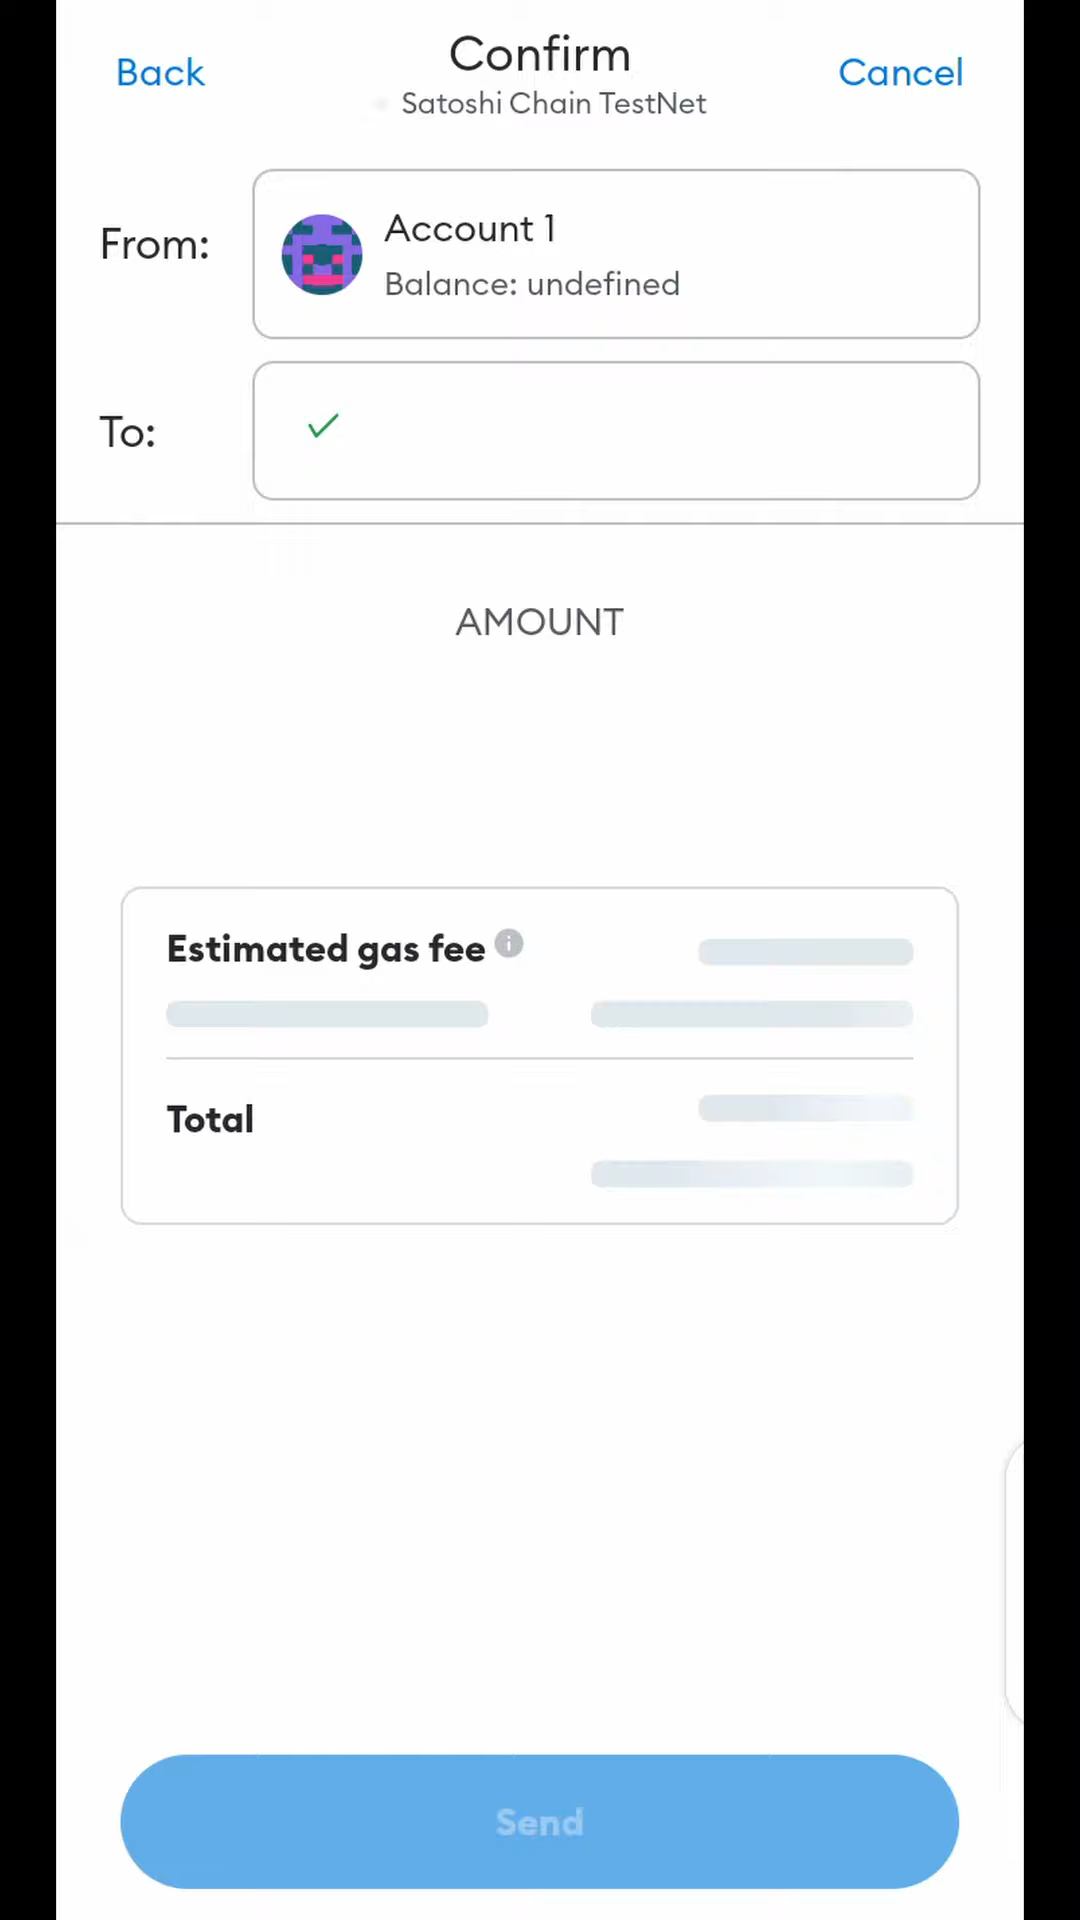 Back
Confirm
Cancel
Satoshi Chain TestNet
From:
Account 1
Balance: undefined
To:
AMOUNT
Estimated gas fee
Total
Send